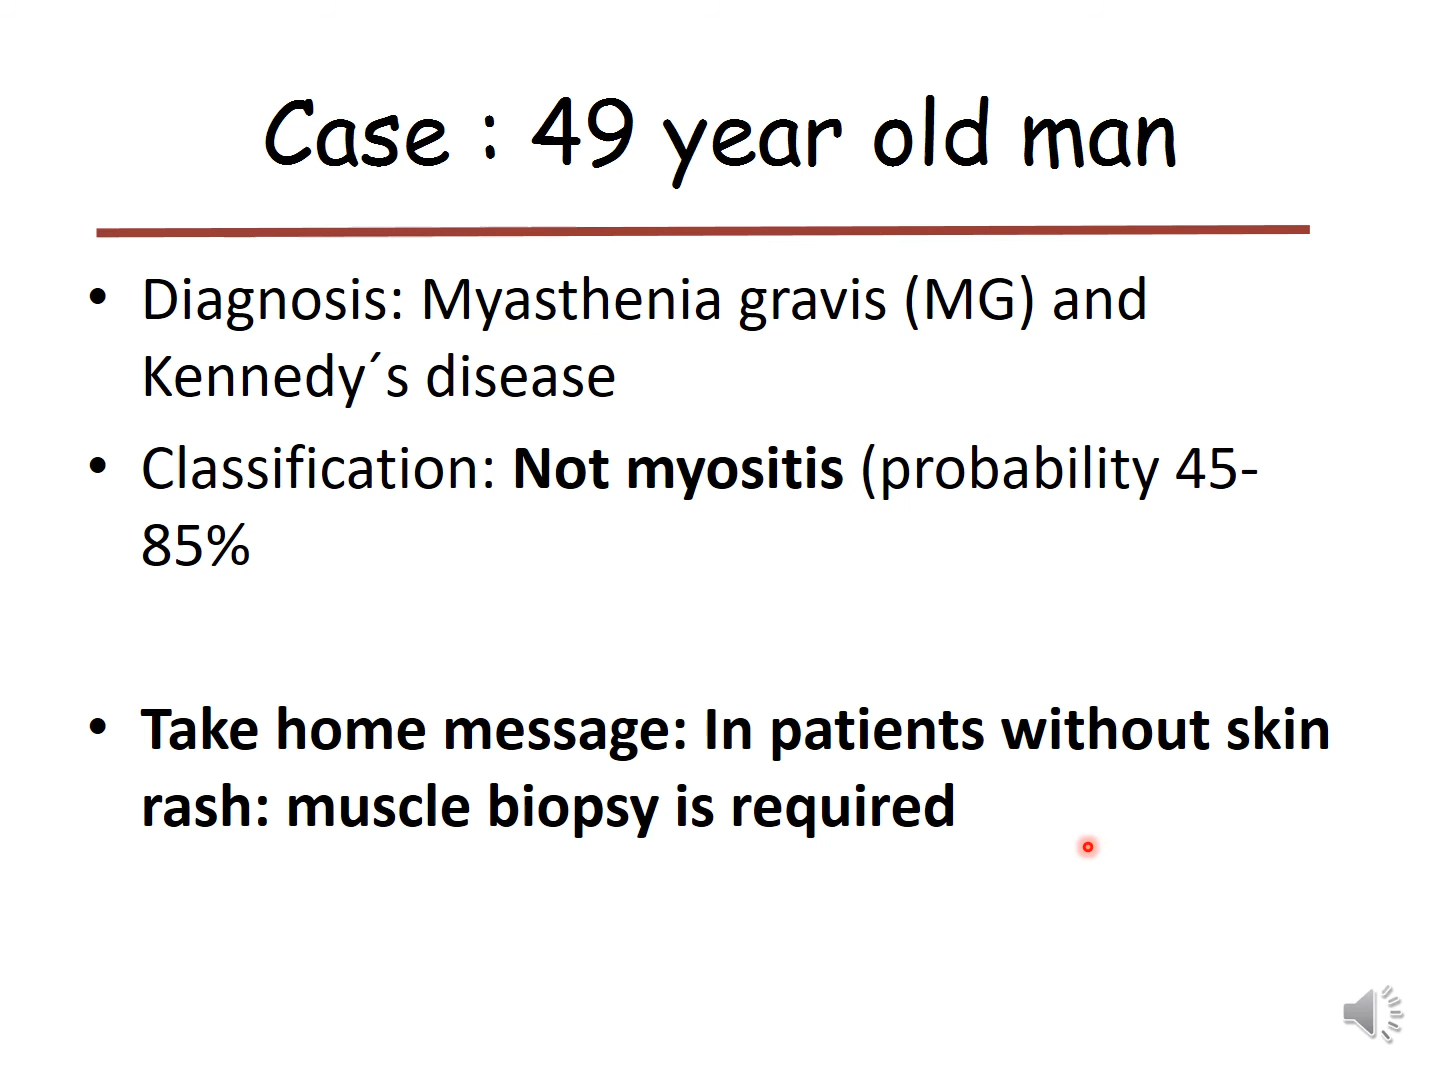 Case : 49 year old man
• Diagnosis: Myasthenia gravis (MG) and
Kennedy´s disease
• Classification: Not myositis (probability 45-
85%
• Take home message: In patients without skin
rash: muscle biopsy is required